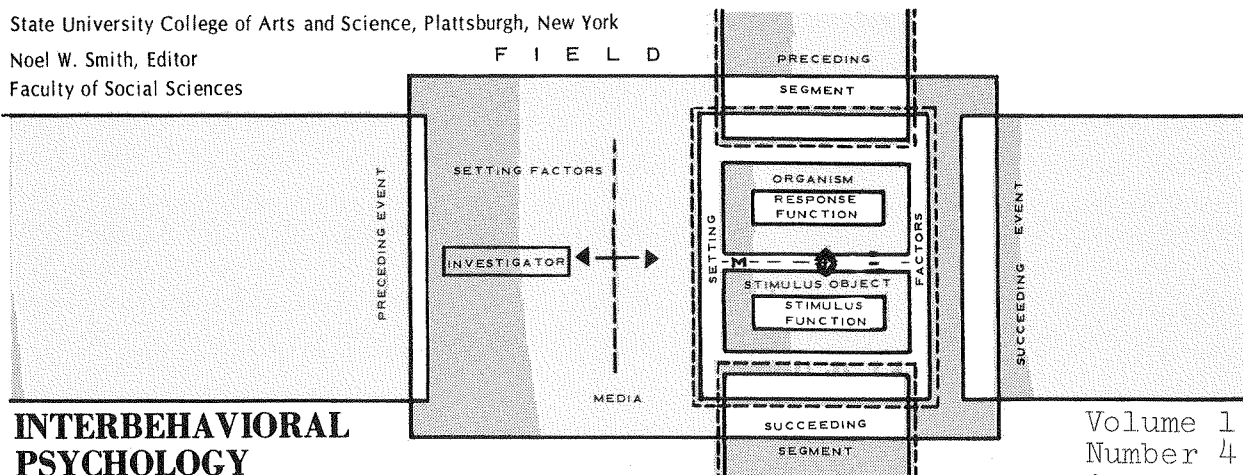 State University College of Arts and Science, Plattsburgh, New York
Noel W. Smith, Editor
Faculty of Social Sciences
FIELD
PRECEDING
SEGMENT
PRECEDING EVENT
SETTING FACTORS
INVESTIGATOR
MEDIA
SETTING
ORGANISM
RESPONSE
FUNCTION
M
STIMULUS OBJECT
STIMULUS
FUNCTION
FACTORS
SUCCEEDING EVENT
SUCCEEDING
SEGMENT
INTERBEHAVIORAL
PSYCHOLOGY
Volume 1
Number 4